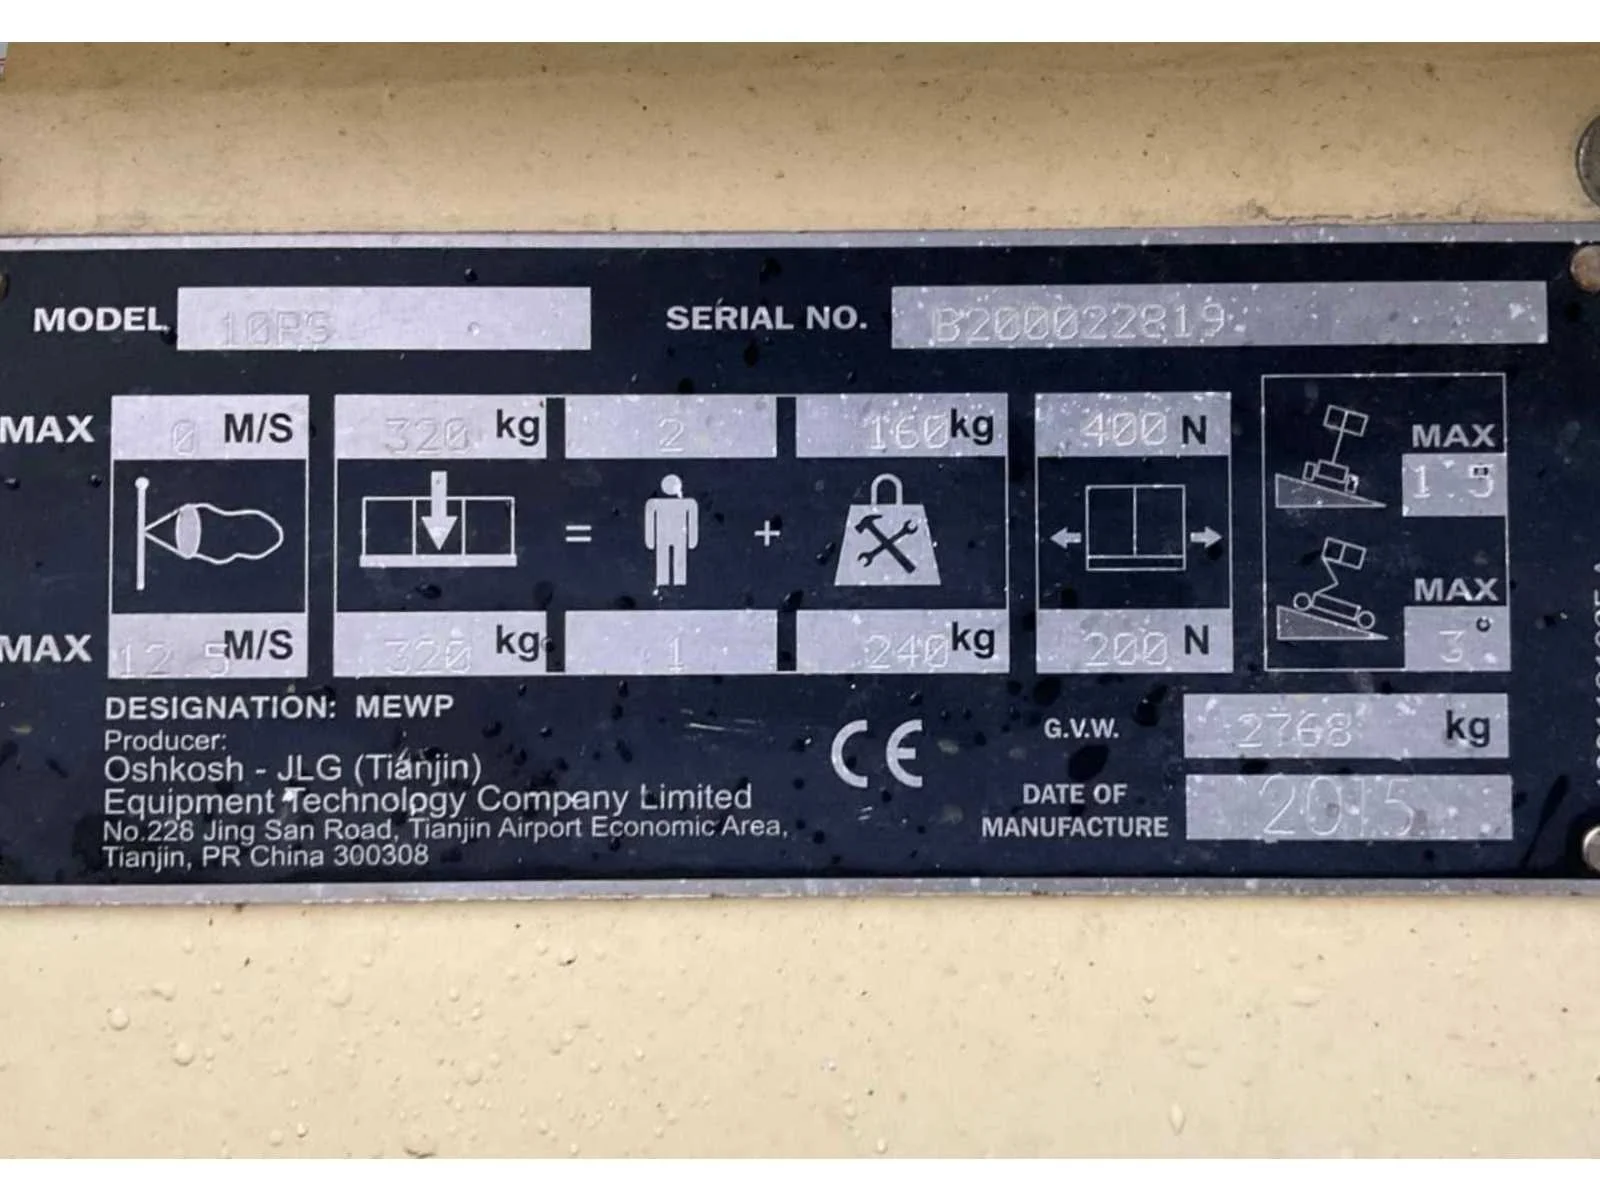 MODEL 10RS SERIAL NO. B200022819
MAX 0 M/S 320 kg 2 160 kg 400 N MAX 1.5
= +
MAX 3°
MAX 12.5 M/S 320 kg 1 240 kg 200 N
DESIGNATION: MEWP
Producer:
Oshkosh - JLG (Tianjin)
Equipment Technology Company Limited
No.228 Jing San Road, Tianjin Airport Economic Area,
Tianjin, PR China 300308
CE
G.V.W. 2768 kg
DATE OF
MANUFACTURE 2015